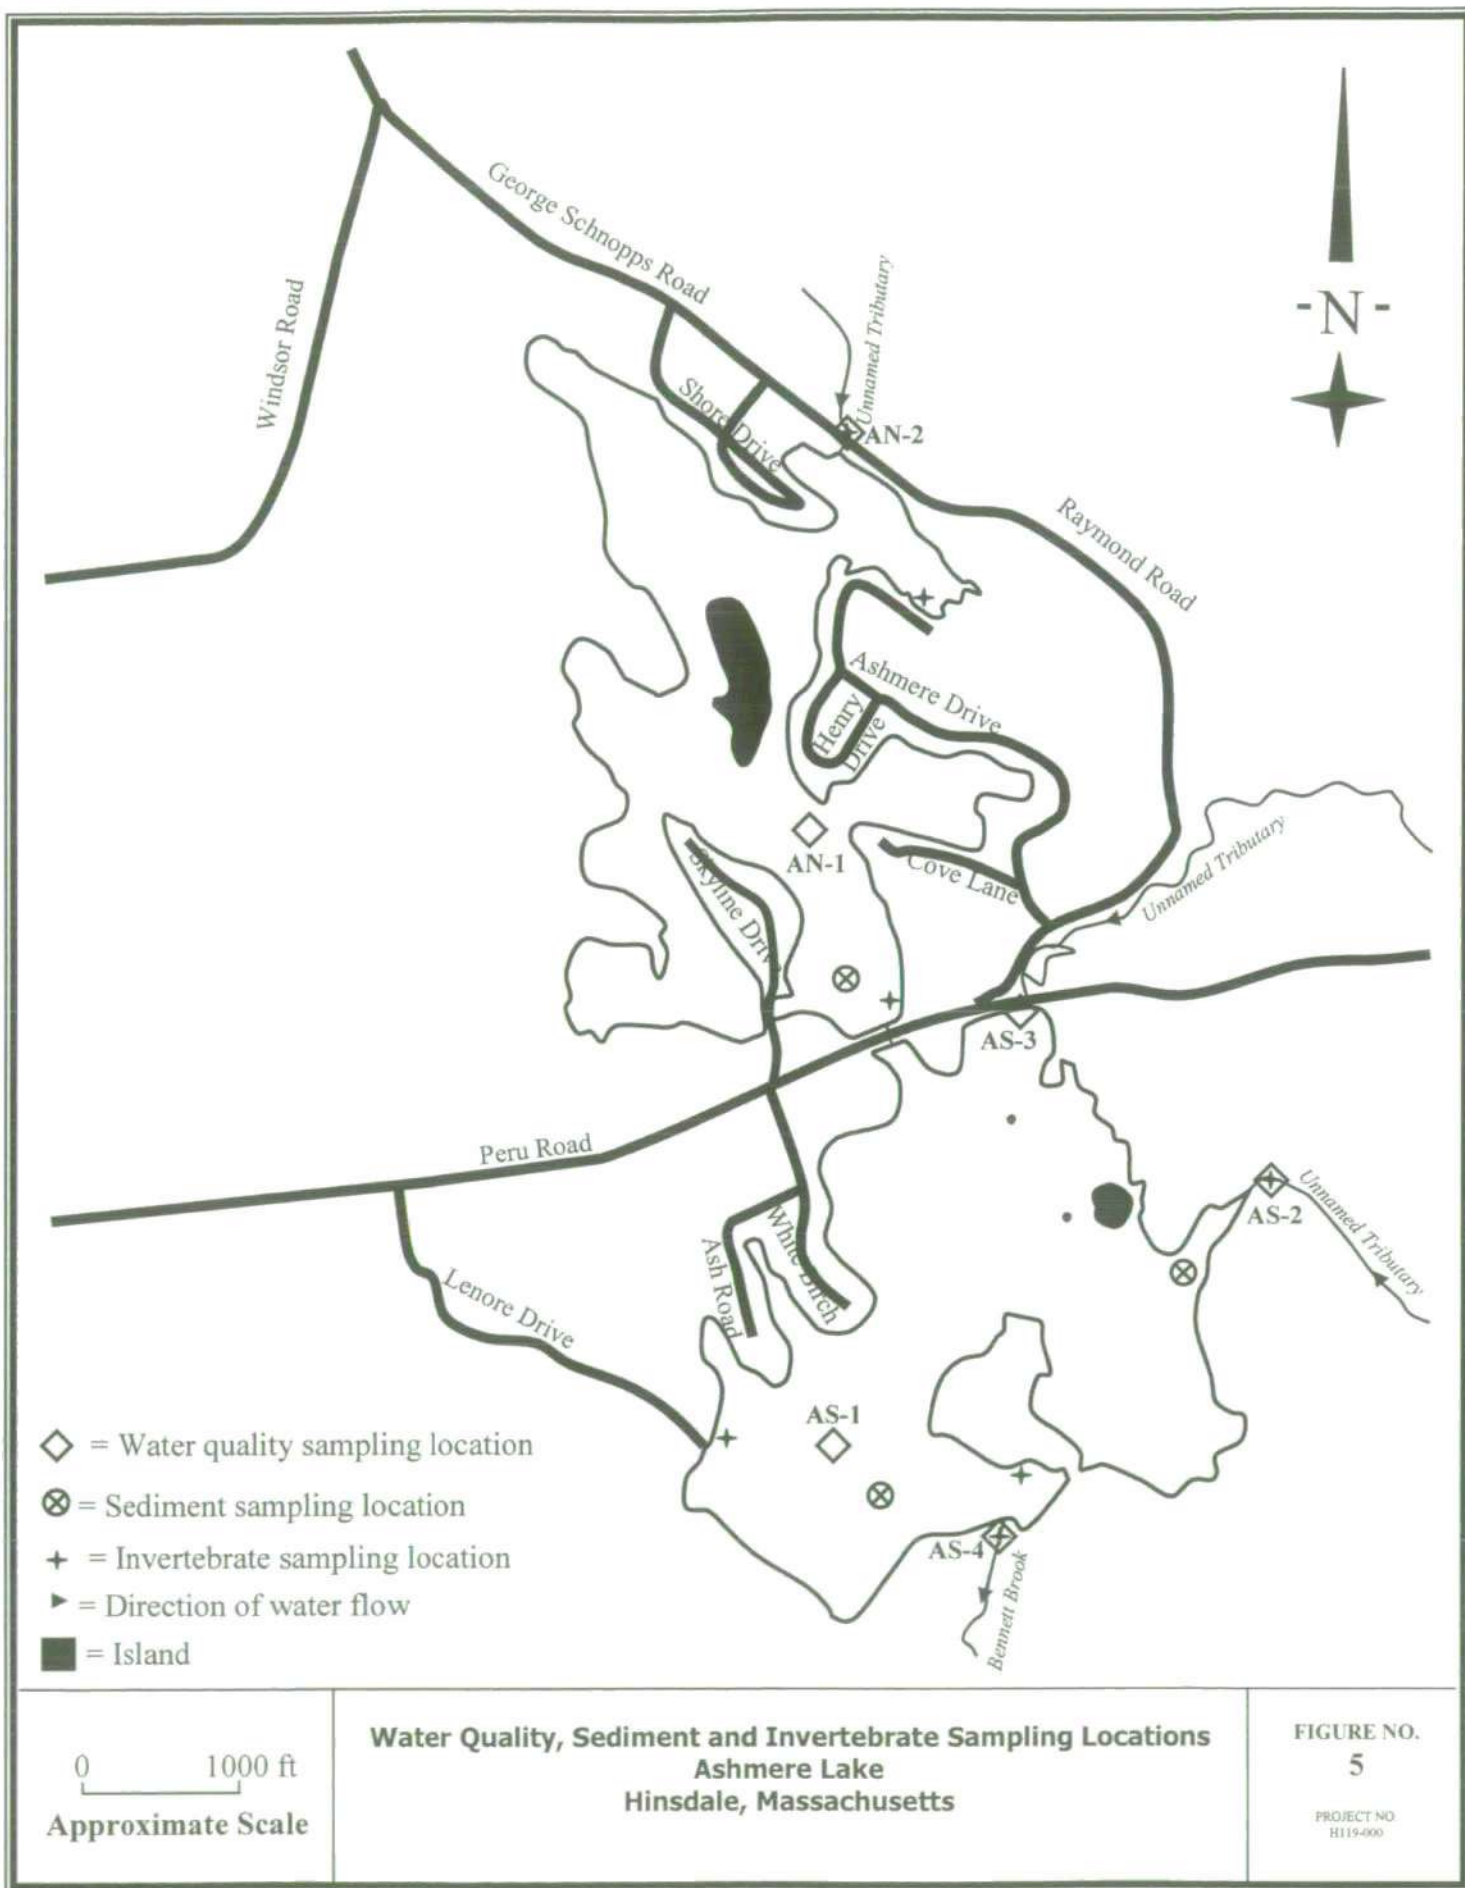 George Schnopps Road
Windsor Road
Unnamed Tributary
-N-
Shore Drive
AN-2
Raymond Road
Ashmere Drive
Henry
Drive
AN-1
Skyline Drive
Cove Lane
Unnamed Tributary
AS-3
Peru Road
AS-2
Unnamed Tributary
White Birch
Ash Road
Lenore Drive
AS-1
AS-4
Bennett Brook
= Water quality sampling location
= Sediment sampling location
= Invertebrate sampling location
= Direction of water flow
= Island
0 1000 ft
Approximate Scale
Water Quality, Sediment and Invertebrate Sampling Locations
Ashmere Lake
Hinsdale, Massachusetts
FIGURE NO.
5
PROJECT NO
H119-000